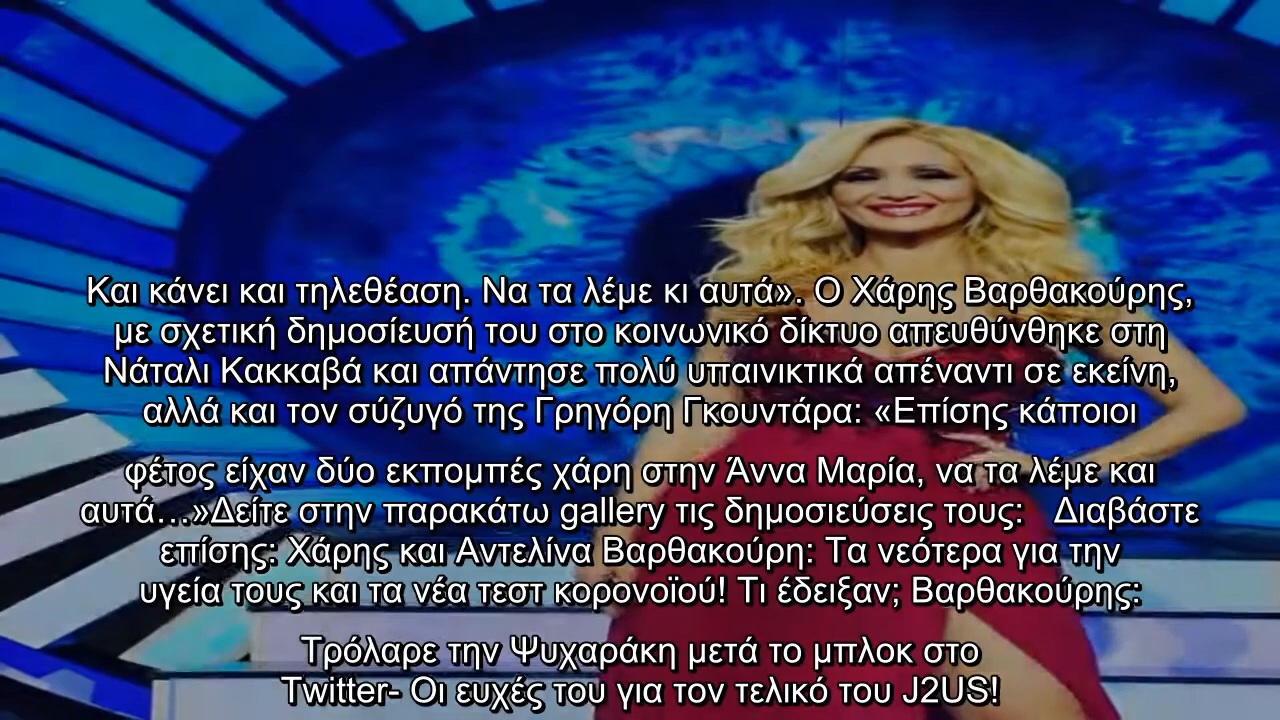 Και κάνει και τηλεθέαση. Να τα λέμε κι αυτά». Ο Χάρης Βαρθακούρης,
με σχετική δημοσίευσή του στο κοινωνικό δίκτυο απευθύνθηκε στη
Νάταλι Κακκαβά και απάντησε πολύ υπαινικτικά απέναντι σε εκείνη,
αλλά και τον σύζυγό της Γρηγόρη Γκουντάρα: «Επίσης κάποιοι
φέτος είχαν δύο εκπομπές χάρη στην Άννα Μαρία, να τα λέμε και
αυτά…»Δείτε στην παρακάτω gallery τις δημοσιεύσεις τους:   Διαβάστε
επίσης: Χάρης και Αντελίνα Βαρθακούρη: Τα νεότερα για την
υγεία τους και τα νέα τεστ κορονοϊού! Τι έδειξαν; Βαρθακούρης:
Τρόλαρε την Ψυχαράκη μετά το μπλοκ στο
Twitter- Οι ευχές του για τον τελικό του J2US!